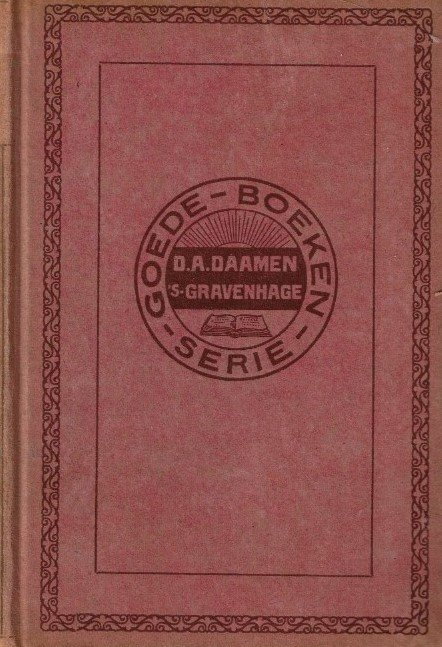 GOEDE-BOEKEN
-SERIE-
D.A.DAAMEN
'S-GRAVENHAGE